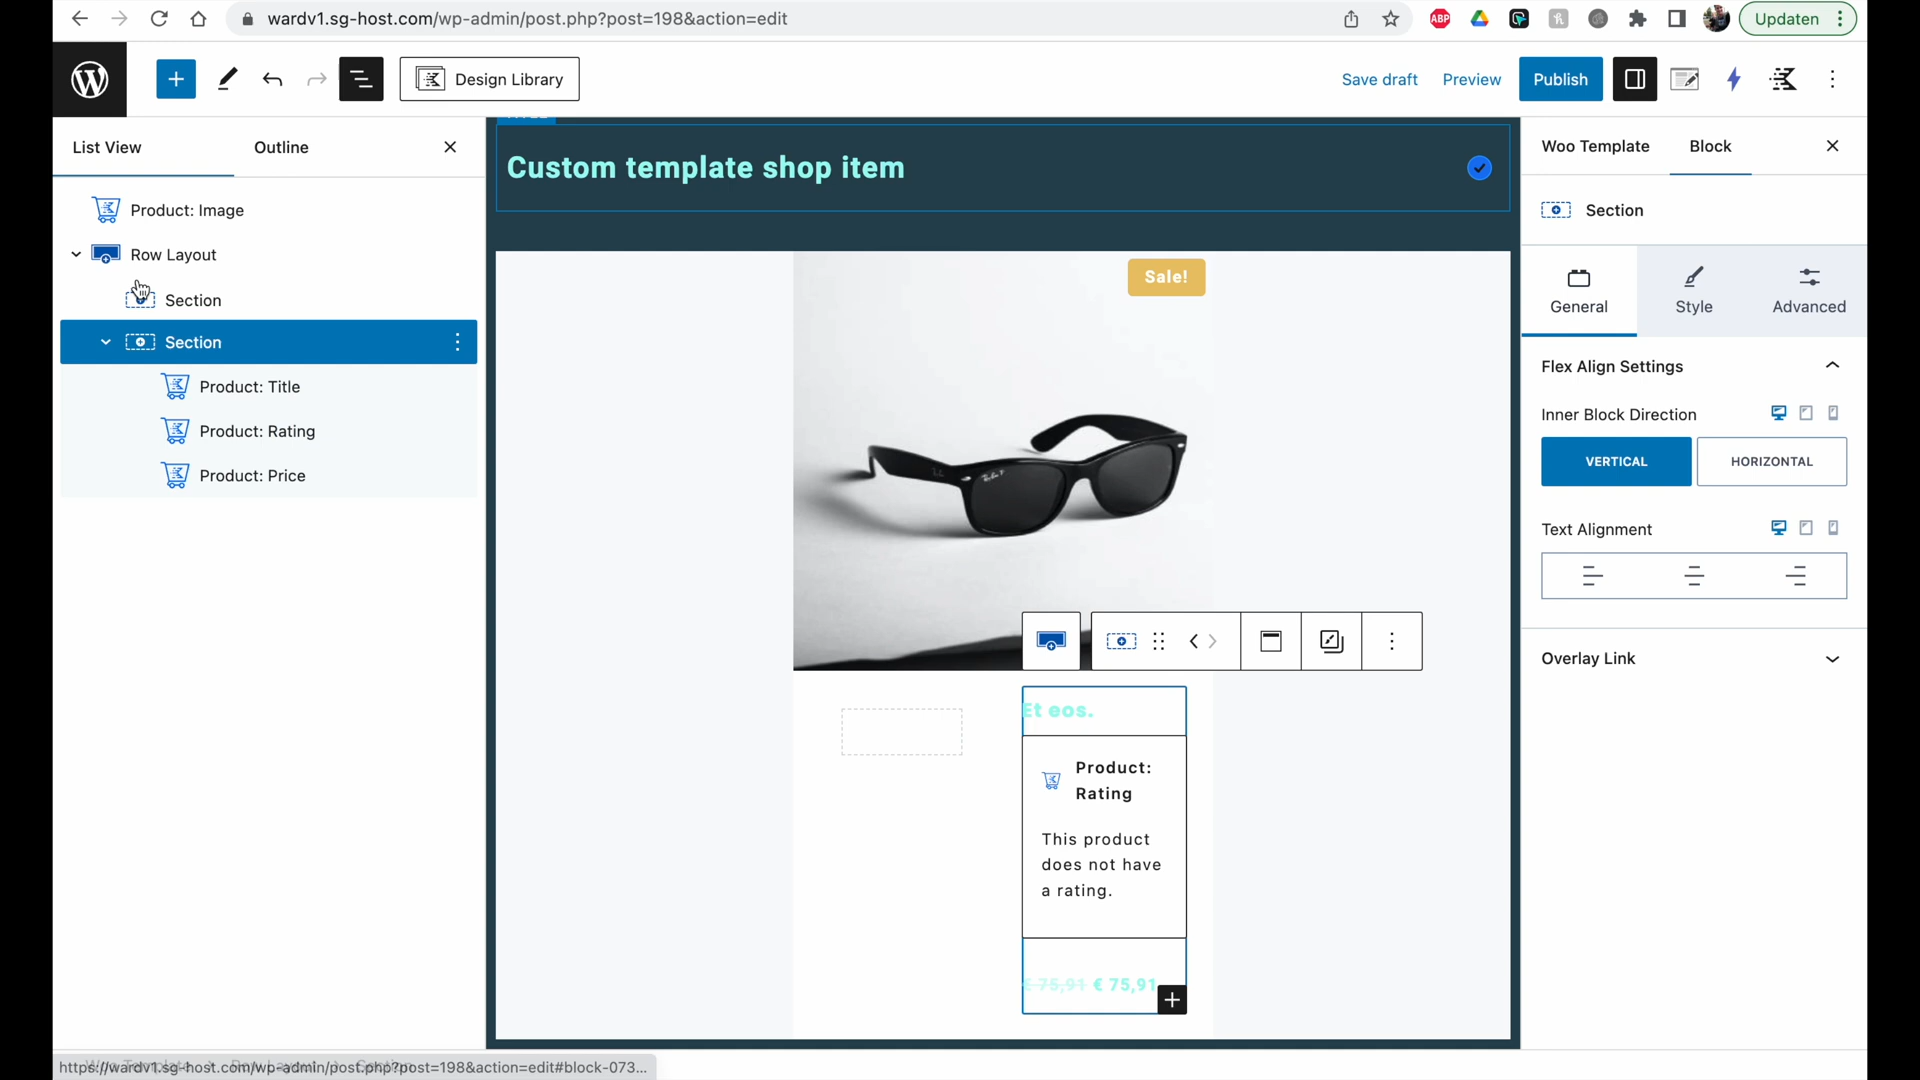 wardv1.sg-host.com/wp-admin/post.php?post=198&action=edit
ABP
Updaten
Design Library
Save draft
Preview
Publish
List View
Outline
Woo Template
Block
Custom template shop item
Product: Image
Section
Row Layout
Sale!
General
Style
Advanced
Section
Section
Flex Align Settings
Product: Title
Inner Block Direction
Product: Rating
VERTICAL
HORIZONTAL
Product: Price
Text Alignment
Overlay Link
Et eos.
Product:
Rating
This product
does not have
a rating.
€ 75,91 € 75,91
https://wardv1.sg-host.com/wp-admin/post.php?post=198&action=edit#block-073...